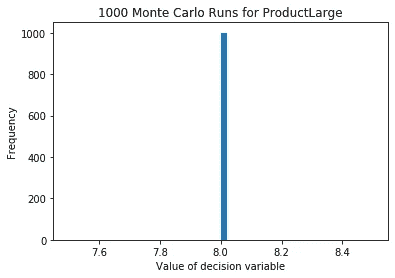 1000 Monte Carlo Runs for ProductLarge
1000
800
600
400
200
0
Frequency
7.6 7.8 8.0 8.2 8.4
Value of decision variable